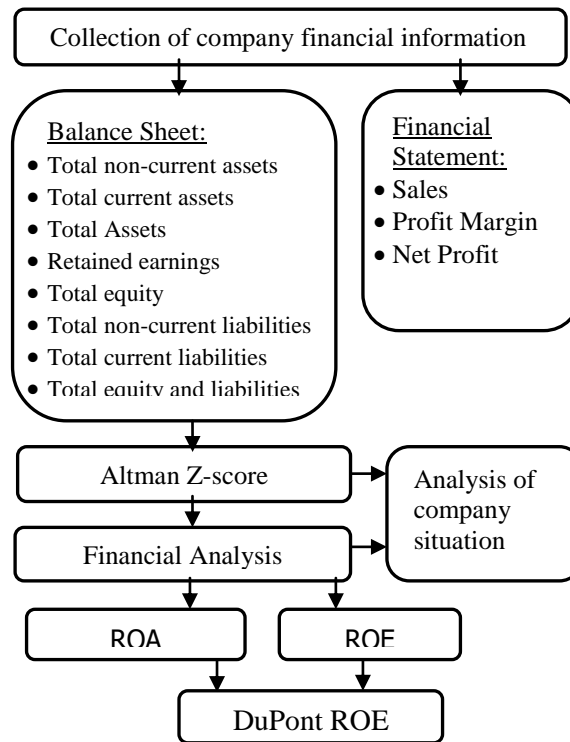 Collection of company financial information
Balance Sheet:
• Total non-current assets
• Total current assets
• Total Assets
• Retained earnings
• Total equity
• Total non-current liabilities
• Total current liabilities
• Total equity and liabilities
Financial
Statement:
• Sales
• Profit Margin
• Net Profit
Altman Z-score
Analysis of
company
situation
Financial Analysis
ROA
ROE
DuPont ROE